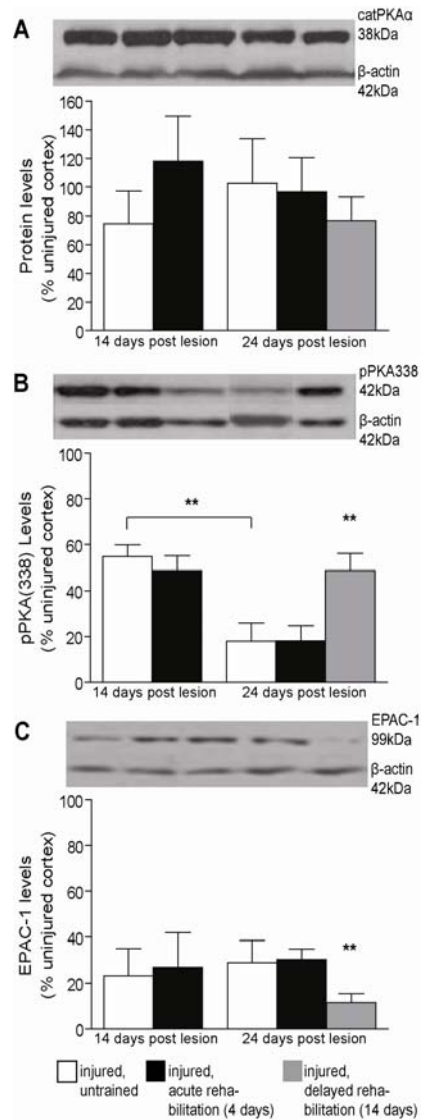 A
catPKAα
38kDa
β-actin
42kDa
Protein levels
(% uninjured cortex)
160
140
120
100
80
60
40
20
0
14 days post lesion
24 days post lesion
B
pPKA338
42kDa
β-actin
42kDa
pPKA(338) Levels
(% uninjured cortex)
100
80
60
40
20
0
**
**
14 days post lesion
24 days post lesion
C
EPAC-1
99kDa
β-actin
42kDa
EPAC-1 levels
(% uninjured cortex)
100
80
60
40
20
0
**
14 days post lesion
24 days post lesion
injured,
untrained
injured,
acute reha-
bilitation (4 days)
injured,
delayed reha-
bilitation (14 days)